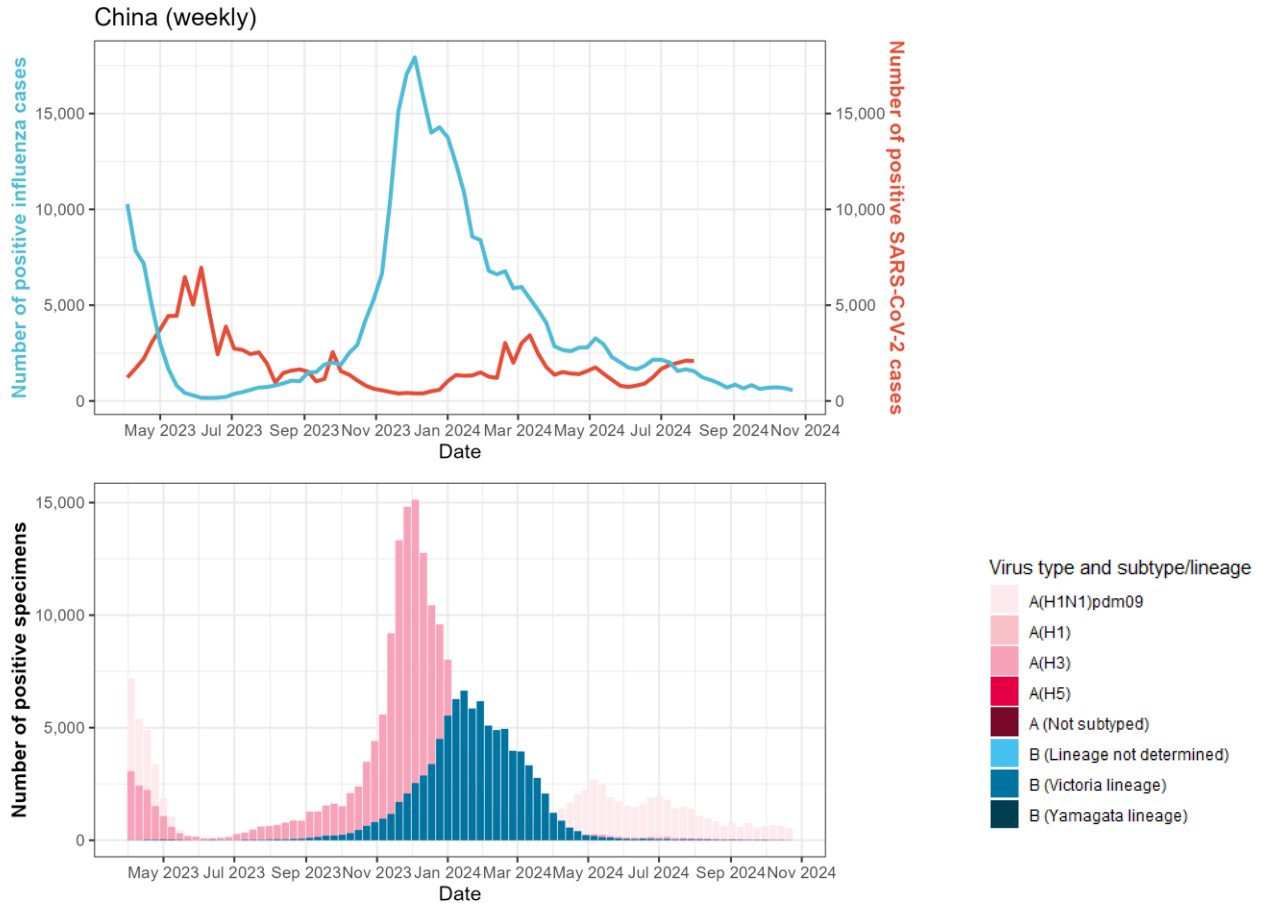 China (weekly)
Number of positive influenza cases
15,000
10,000
5,000
0
15,000
10,000
5,000
0
Number of positive SARS-CoV-2 cases
May 2023 Jul 2023 Sep 2023 Nov 2023 Jan 2024 Mar 2024 May 2024 Jul 2024 Sep 2024 Nov 2024
Date
Number of positive specimens
15,000
10,000
5,000
0
May 2023 Jul 2023 Sep 2023 Nov 2023 Jan 2024 Mar 2024 May 2024 Jul 2024 Sep 2024 Nov 2024
Date
Virus type and subtype/lineage
A(H1N1)pdm09
A(H1)
A(H3)
A(H5)
A (Not subtyped)
B (Lineage not determined)
B (Victoria lineage)
B (Yamagata lineage)